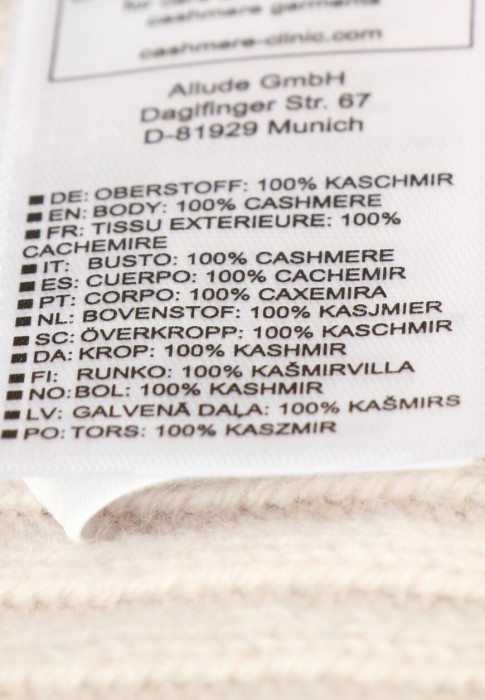 cashmere garments
cashmere-clinic.com
Allude GmbH
Daglfinger Str. 67
D-81929 Munich
DE: OBERSTOFF: 100% KASCHMIR
EN: BODY: 100% CASHMERE
FR: TISSU EXTERIEURE: 100%
CACHEMIRE
IT: BUSTO: 100% CASHMERE
ES: CUERPO: 100% CACHEMIR
PT: CORPO: 100% CAXEMIRA
NL: BOVENSTOF: 100% KASJMIER
SC: ÖVERKROPP: 100% KASCHMIR
DA: KROP: 100% KASHMIR
FI: RUNKO: 100% KAŠMIRVILLA
NO: BOL: 100% KASHMIR
LV: GALVENĀ DAĻA: 100% KAŠMIRS
PO: TORS: 100% KASZMIR